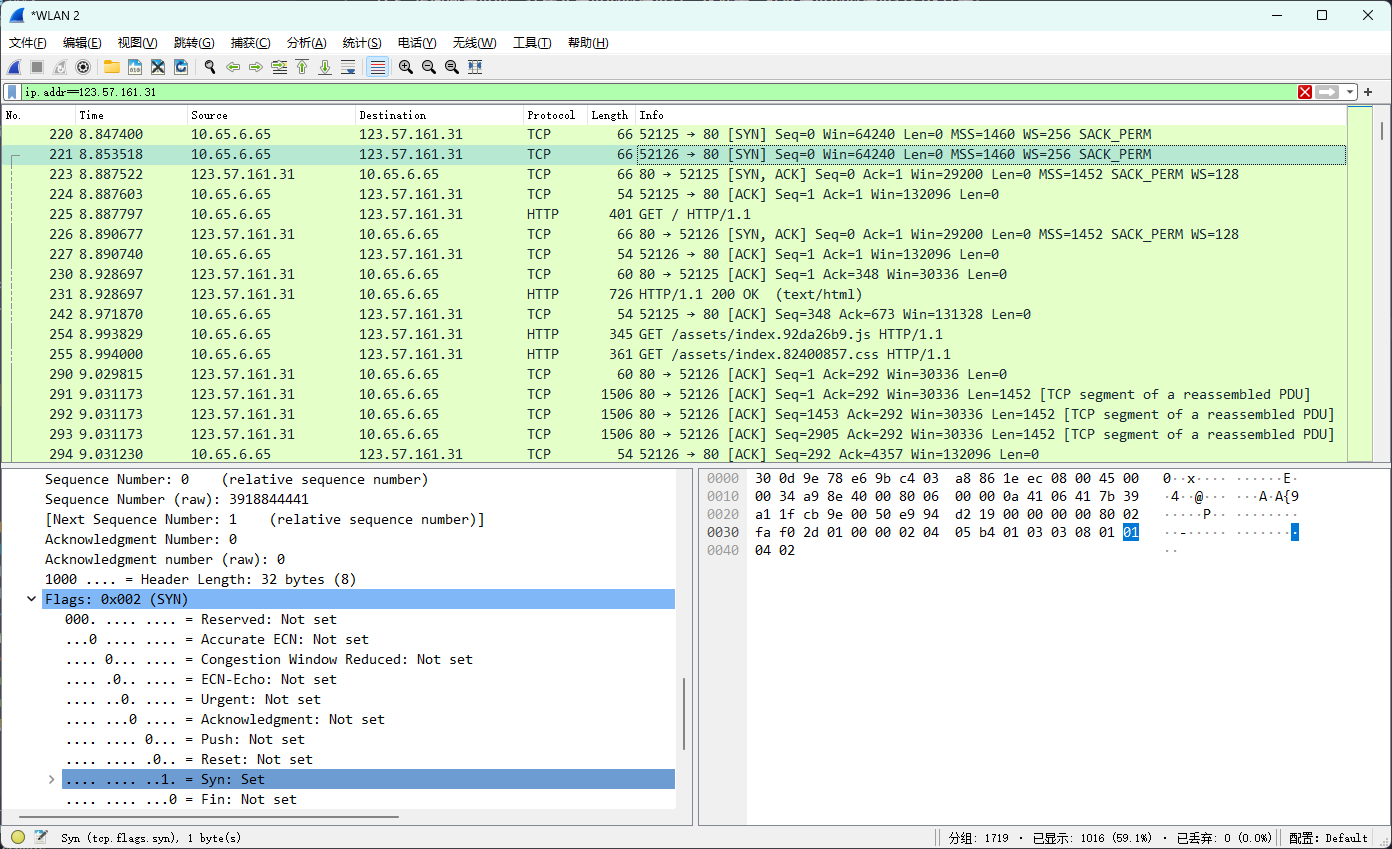 *WLAN 2
文件(F) 编辑(E) 视图(V) 跳转(G) 捕获(C) 分析(A) 统计(S) 电话(Y) 无线(W) 工具(T) 帮助(H)
ip.addr==123.57.161.31
No. Time Source Destination Protocol Length Info
220 8.847400 10.65.6.65 123.57.161.31 TCP 66 52125 → 80 [SYN] Seq=0 Win=64240 Len=0 MSS=1460 WS=256 SACK_PERM
221 8.853518 10.65.6.65 123.57.161.31 TCP 66 52126 → 80 [SYN] Seq=0 Win=64240 Len=0 MSS=1460 WS=256 SACK_PERM
223 8.887522 123.57.161.31 10.65.6.65 TCP 66 80 → 52125 [SYN, ACK] Seq=0 Ack=1 Win=29200 Len=0 MSS=1452 SACK_PERM WS=128
224 8.887603 10.65.6.65 123.57.161.31 TCP 54 52125 → 80 [ACK] Seq=1 Ack=1 Win=132096 Len=0
225 8.887797 10.65.6.65 123.57.161.31 HTTP 401 GET / HTTP/1.1
226 8.890677 123.57.161.31 10.65.6.65 TCP 66 80 → 52126 [SYN, ACK] Seq=0 Ack=1 Win=29200 Len=0 MSS=1452 SACK_PERM WS=128
227 8.890740 10.65.6.65 123.57.161.31 TCP 54 52126 → 80 [ACK] Seq=1 Ack=1 Win=132096 Len=0
230 8.928697 123.57.161.31 10.65.6.65 TCP 60 80 → 52125 [ACK] Seq=1 Ack=348 Win=30336 Len=0
231 8.928697 123.57.161.31 10.65.6.65 HTTP 726 HTTP/1.1 200 OK (text/html)
242 8.971870 10.65.6.65 123.57.161.31 TCP 54 52125 → 80 [ACK] Seq=348 Ack=673 Win=131328 Len=0
254 8.993829 10.65.6.65 123.57.161.31 HTTP 345 GET /assets/index.92da26b9.js HTTP/1.1
255 8.994000 10.65.6.65 123.57.161.31 HTTP 361 GET /assets/index.82400857.css HTTP/1.1
290 9.029815 123.57.161.31 10.65.6.65 TCP 60 80 → 52126 [ACK] Seq=1 Ack=292 Win=30336 Len=0
291 9.031173 123.57.161.31 10.65.6.65 TCP 1506 80 → 52126 [ACK] Seq=1 Ack=292 Win=30336 Len=1452 [TCP segment of a reassembled PDU]
292 9.031173 123.57.161.31 10.65.6.65 TCP 1506 80 → 52126 [ACK] Seq=1453 Ack=292 Win=30336 Len=1452 [TCP segment of a reassembled PDU]
293 9.031173 123.57.161.31 10.65.6.65 TCP 1506 80 → 52126 [ACK] Seq=2905 Ack=292 Win=30336 Len=1452 [TCP segment of a reassembled PDU]
294 9.031230 10.65.6.65 123.57.161.31 TCP 54 52126 → 80 [ACK] Seq=292 Ack=4357 Win=132096 Len=0
Sequence Number: 0 (relative sequence number)
Sequence Number (raw): 3918844441
[Next Sequence Number: 1 (relative sequence number)]
Acknowledgment Number: 0
Acknowledgment number (raw): 0
1000 .... = Header Length: 32 bytes (8)
Flags: 0x002 (SYN)
000. .... .... = Reserved: Not set
...0 .... .... = Accurate ECN: Not set
.... 0... .... = Congestion Window Reduced: Not set
.... .0.. .... = ECN-Echo: Not set
.... ..0. .... = Urgent: Not set
.... ...0 .... = Acknowledgment: Not set
.... .... 0... = Push: Not set
.... .... .0.. = Reset: Not set
.... .... ..1. = Syn: Set
.... .... ...0 = Fin: Not set
0000 30 0d 9e 78 e6 9b c4 03 a8 86 1e ec 08 00 45 00 0··x···· ······E·
0010 00 34 a9 8e 40 00 80 06 00 00 0a 41 06 41 7b 39 ·4··@··· ···A·A{9
0020 a1 1f cb 9e 00 50 e9 94 d2 19 00 00 00 00 80 02 ·····P·· ········
0030 fa f0 2d 01 00 00 02 04 05 b4 01 03 03 08 01 01 ··-····· ········
0040 04 02 ··
Syn (tcp.flags.syn), 1 byte(s) 分组: 1719 · 已显示: 1016 (59.1%) · 已丢弃: 0 (0.0%) 配置: Default